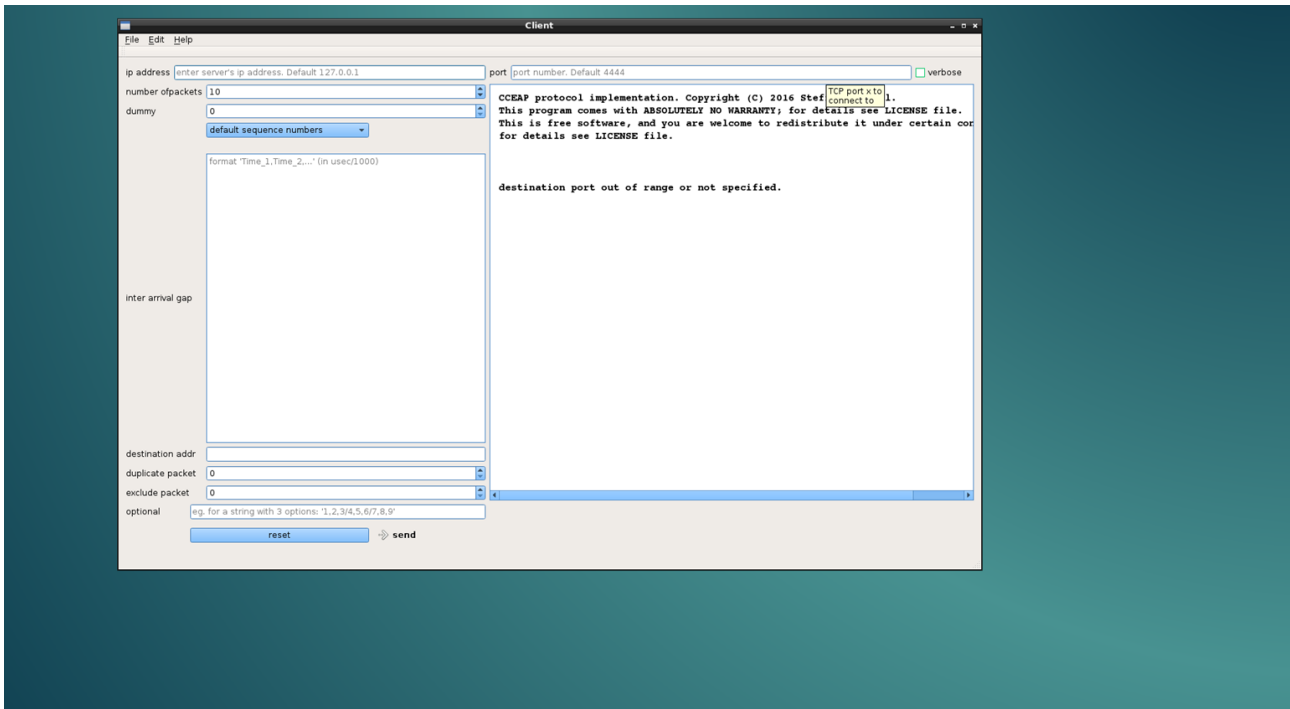 Client
File Edit Help
ip address enter server's ip address. Default 127.0.0.1 port port number. Default 4444 verbose
number ofpackets 10
dummy 0
default sequence numbers
format 'Time_1,Time_2,...' (in usec/1000)
inter arrival gap
destination addr
duplicate packet 0
exclude packet 0
optional eg. for a string with 3 options: '1,2,3/4,5,6/7,8,9'
reset send
TCP port x to
connect to
CCEAP protocol implementation. Copyright (C) 2016 l.
This program comes with ABSOLUTELY NO WARRANTY; for details see LICENSE file.
This is free software, and you are welcome to redistribute it under certain
for details see LICENSE file.
destination port out of range or not specified.